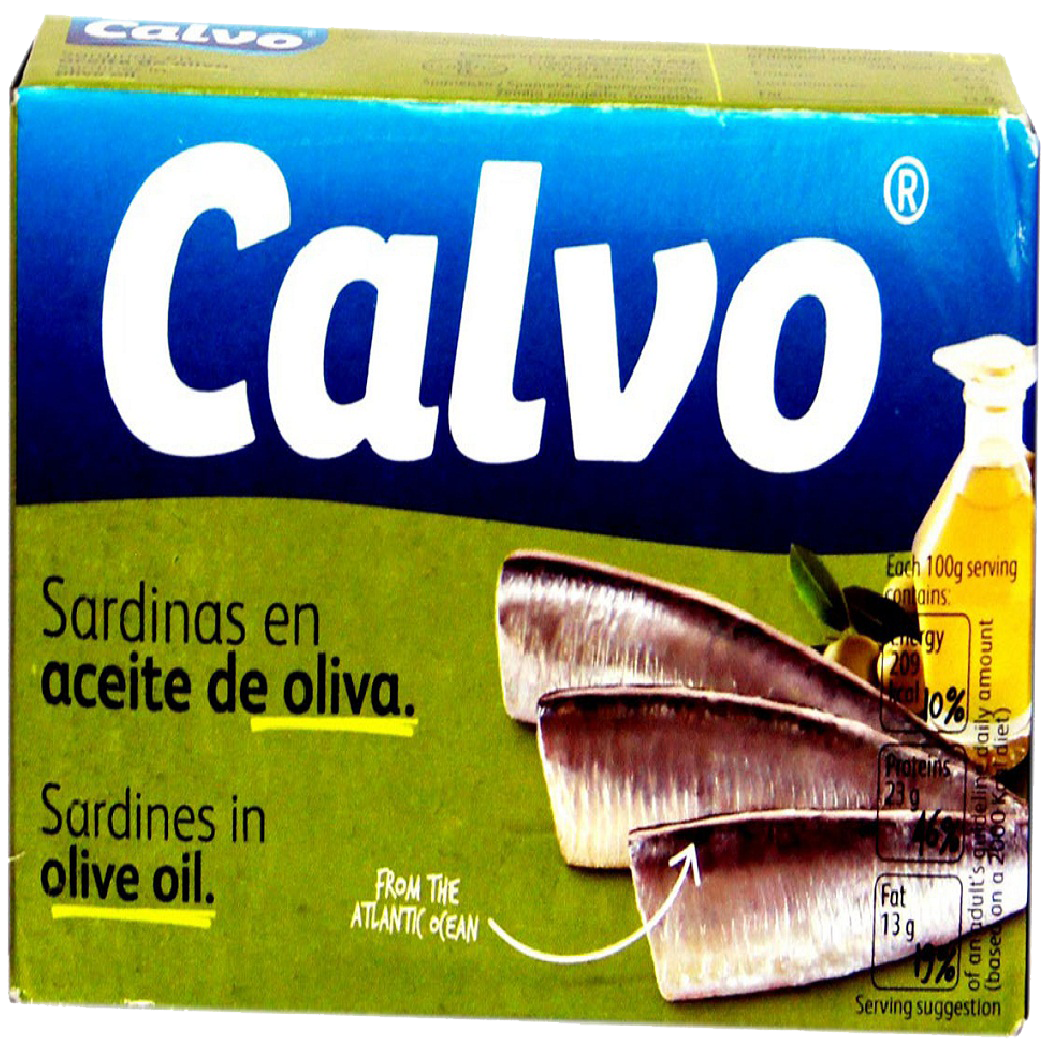 Calvo
Calvo®
Sardinas en
aceite de oliva.
Sardines in
olive oil.
FROM THE
ATLANTIC OCEAN
Each 100g serving
contains:
Energy
209
kcal
10%
Proteins
23 g
46%
Fat
13 g
19%
of an adult's guideline daily amount
(based on a 2000 Kcal diet)
Serving suggestion